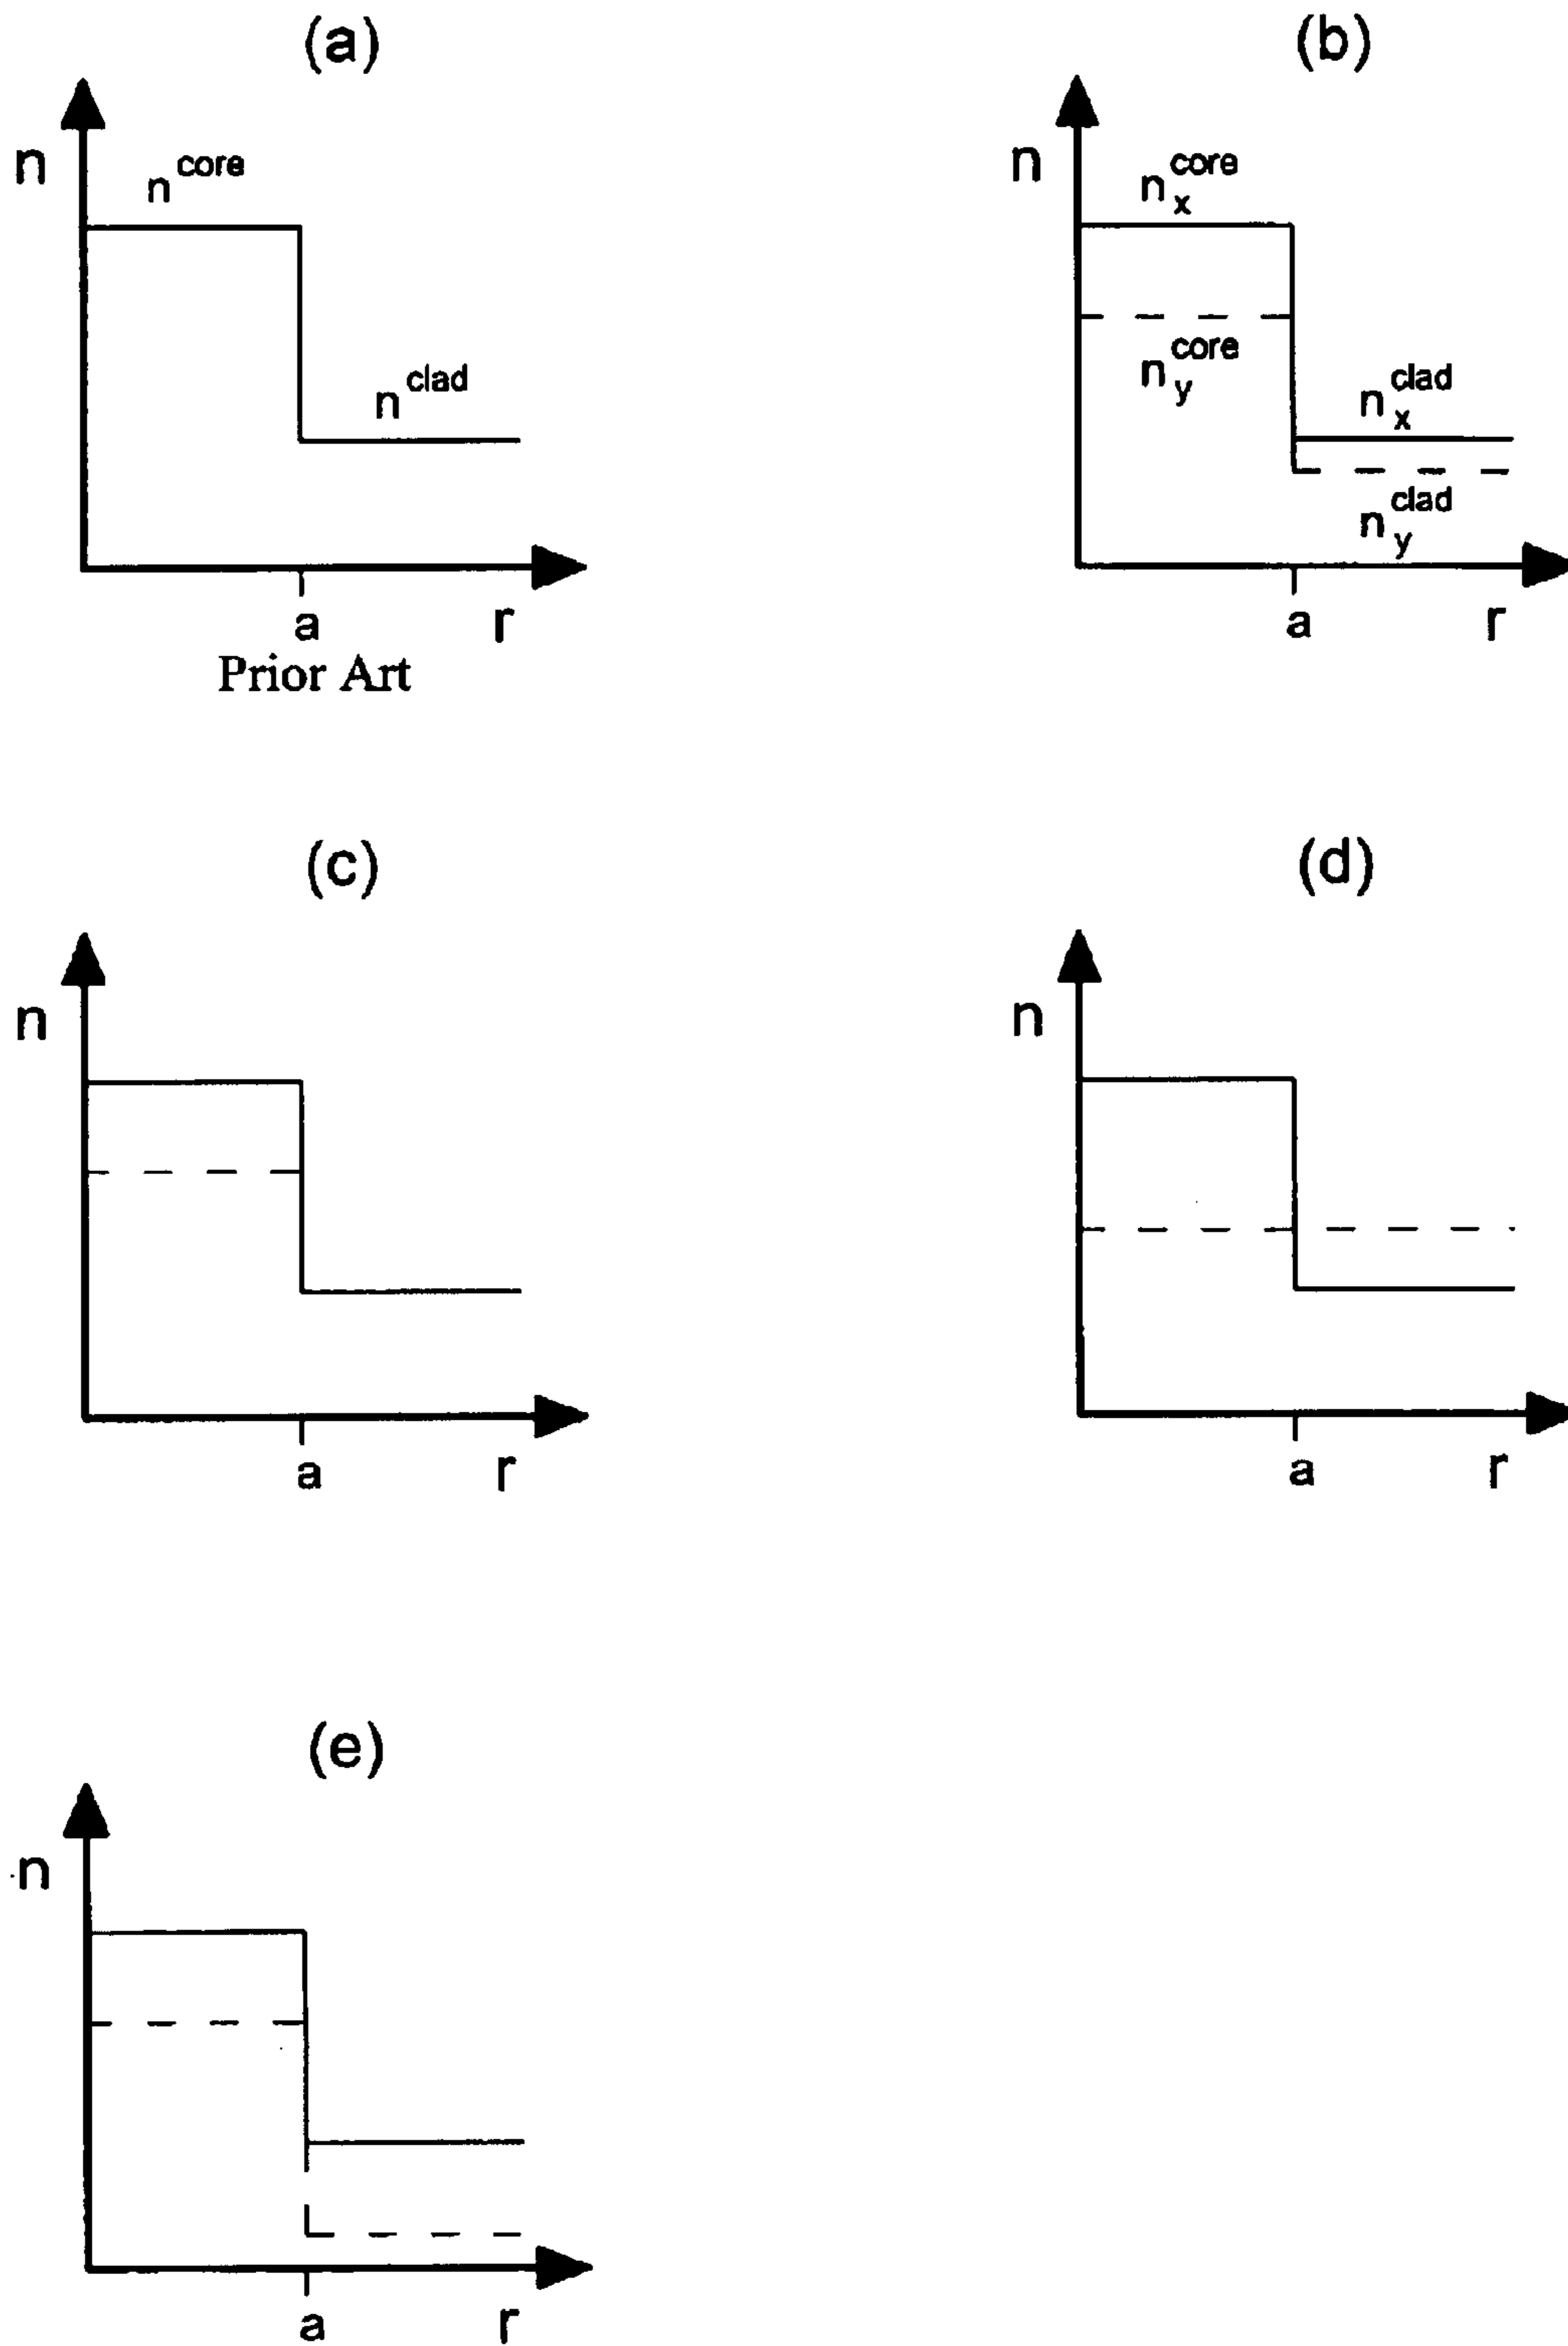 (a)
n
n^core
n^clad
a
r
Prior Art
(b)
n
n_x^core
n_y^core
n_x^clad
n_y^clad
a
r
(c)
n
a
r
(d)
n
a
r
(e)
n
a
r